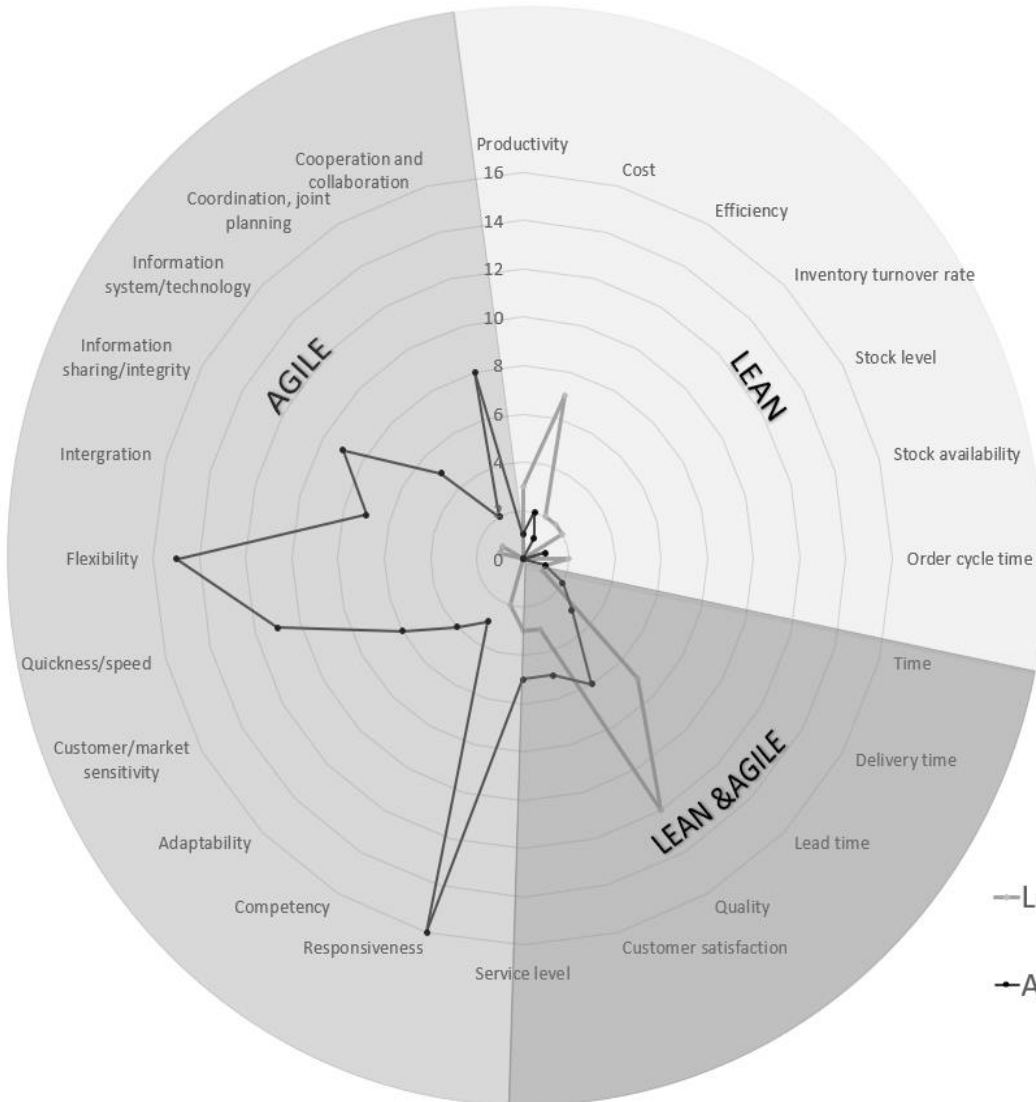 Productivity
Cost
Efficiency
Inventory turnover rate
Stock level
Stock availability
Order cycle time
Time
Delivery time
Lead time
Quality
Customer satisfaction
Service level
Responsiveness
Competency
Adaptability
Customer/market
sensitivity
Quickness/speed
Flexibility
Intergration
Information
sharing/integrity
Information
system/technology
Coordination, joint
planning
Cooperation and
collaboration
16
14
12
10
8
6
4
2
0
AGILE
LEAN
LEAN &AGILE
L
A